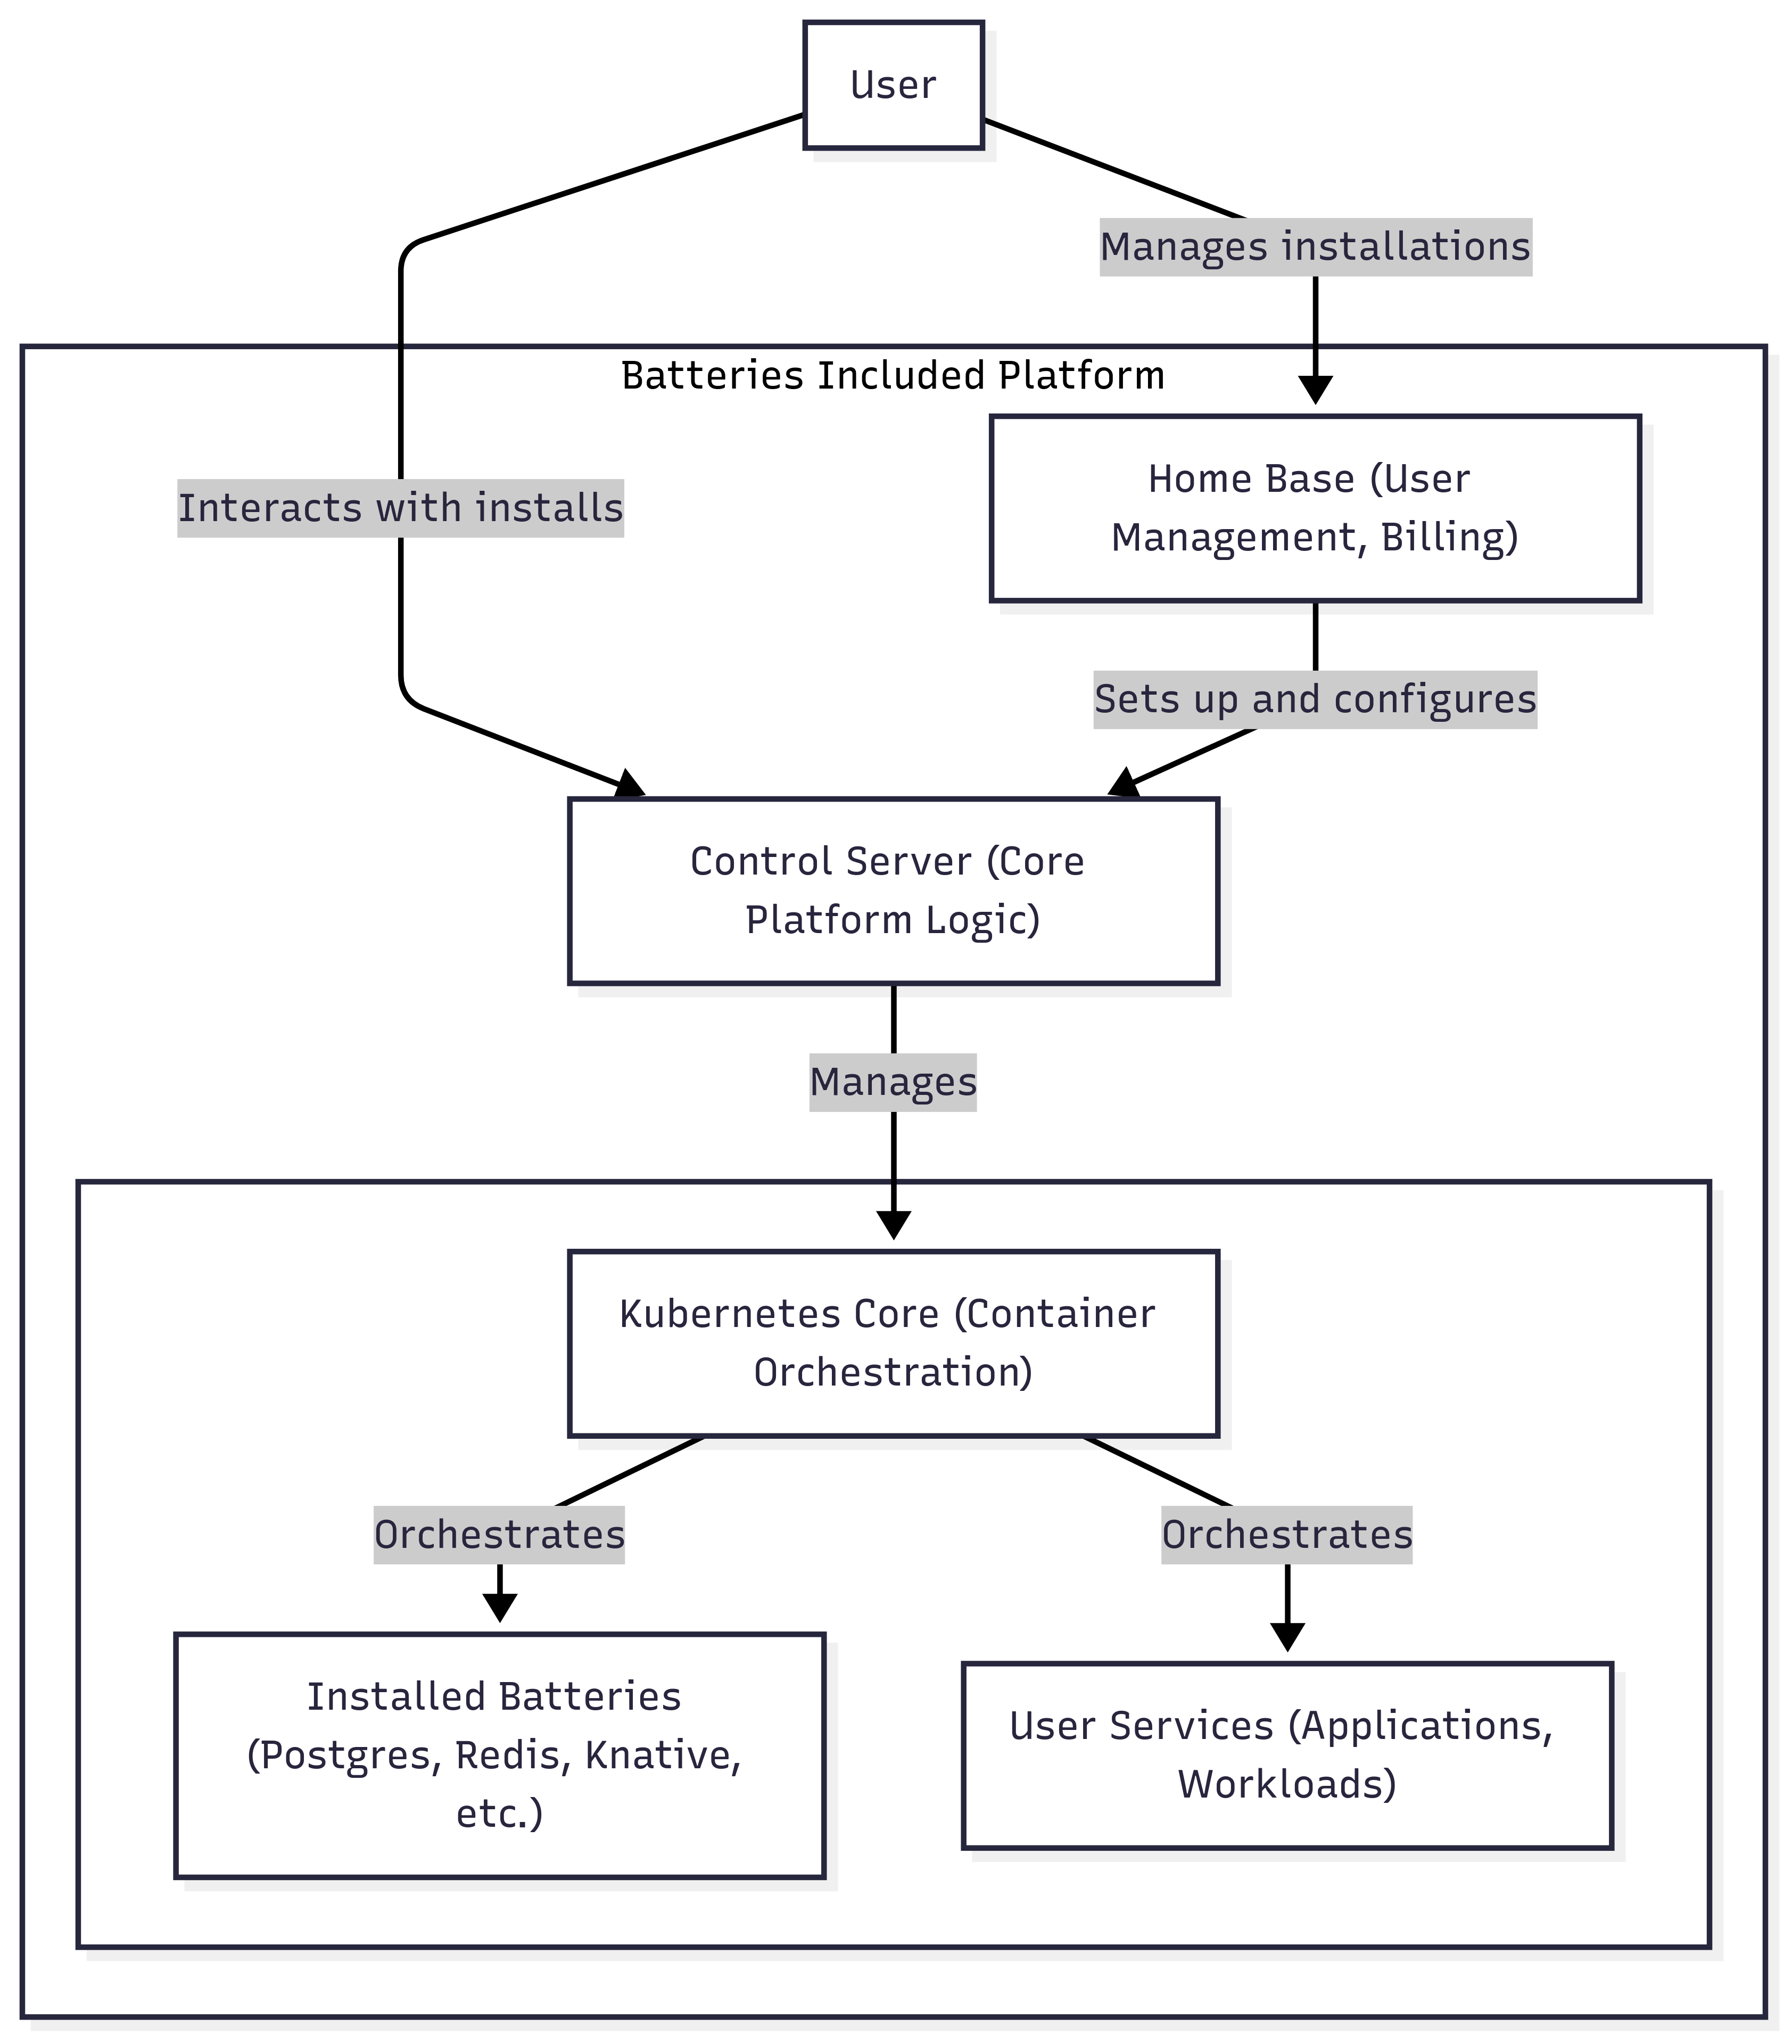 User
Manages installations
Batteries Included Platform
Home Base (User
Management, Billing)
Interacts with installs
Sets up and configures
Control Server (Core
Platform Logic)
Manages
Kubernetes Core (Container
Orchestration)
Orchestrates
Orchestrates
Installed Batteries
(Postgres, Redis, Knative,
etc.)
User Services (Applications,
Workloads)